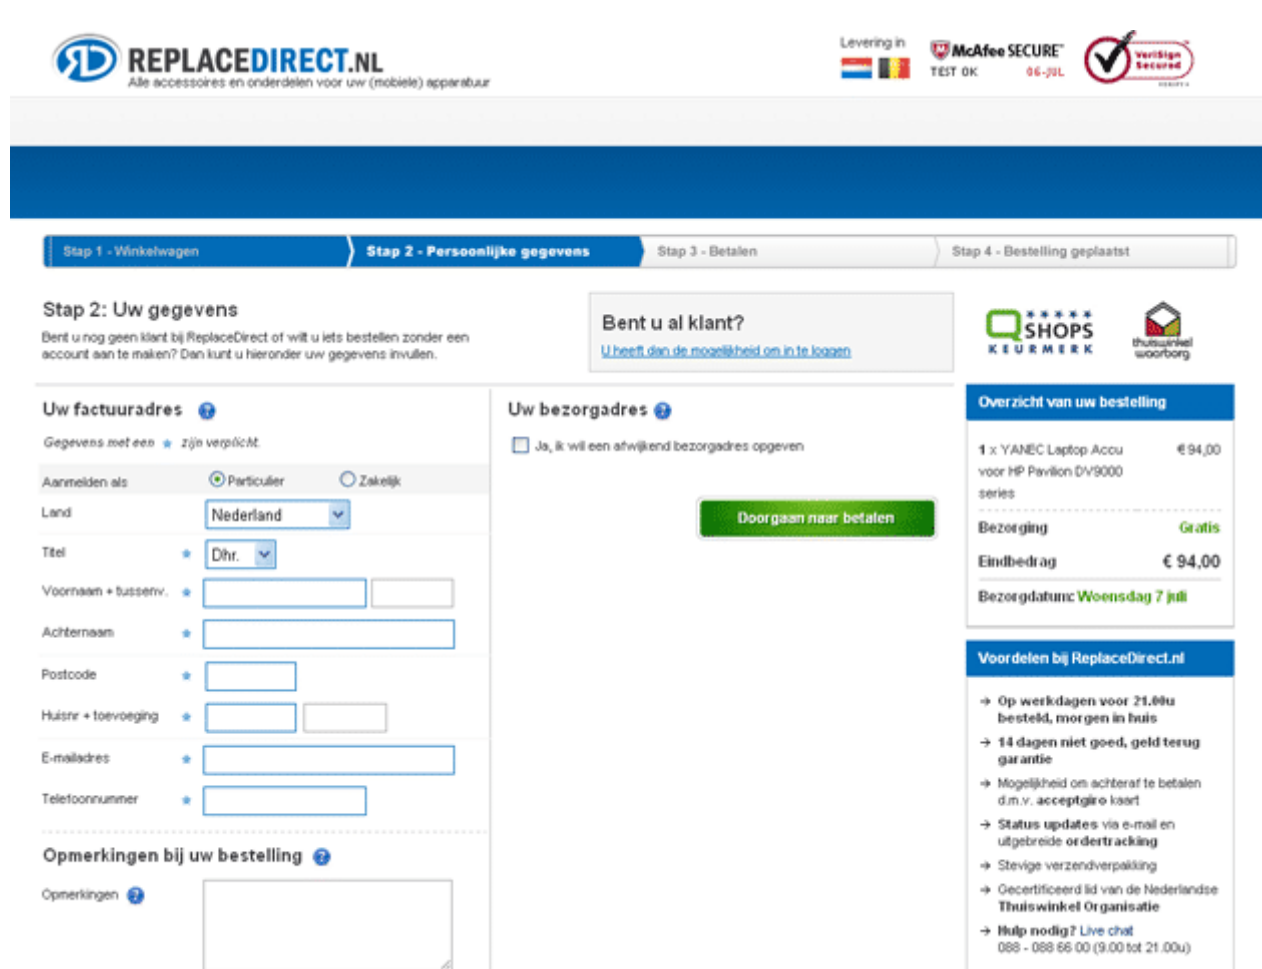 REPLACEDIRECT.NL
Alle accessoires en onderdelen voor uw (mobiele) apparatuur
Levering in
McAfee SECURE™
TEST OK 06-JUL
VeriSign
Secured
Stap 1 - Winkelwagen
Stap 2 - Persoonlijke gegevens
Stap 3 - Betalen
Stap 4 - Bestelling geplaatst
Stap 2: Uw gegevens
Bent u nog geen klant bij ReplaceDirect of wilt u iets bestellen zonder een
account aan te maken? Dan kunt u hieronder uw gegevens invullen.
Bent u al klant?
U heeft dan de mogelijkheid om in te loggen
Q SHOPS
KEURMERK
thuiswinkel
waarborg
Uw factuuradres ?
Gegevens met een * zijn verplicht.
Aanmelden als Particulier Zakelijk
Land Nederland
Titel * Dhr.
Voornaam + tussenv. *
Achternaam *
Postcode *
Huisnr + toevoeging *
E-mailadres *
Telefoonnummer *
Opmerkingen bij uw bestelling ?
Opmerkingen ?
Uw bezorgadres ?
Ja, ik wil een afwijkend bezorgadres opgeven
Doorgaan naar betalen
Overzicht van uw bestelling
1 x YANEC Laptop Accu € 94,00
voor HP Pavilion DV9000
series
Bezorging Gratis
Eindbedrag € 94,00
Bezorgdatum: Woensdag 7 juli
Voordelen bij ReplaceDirect.nl
→ Op werkdagen voor 21.00u
besteld, morgen in huis
→ 14 dagen niet goed, geld terug
garantie
→ Mogelijkheid om achteraf te betalen
d.m.v. acceptgiro kaart
→ Status updates via e-mail en
uitgebreide ordertracking
→ Stevige verzendverpakking
→ Gecertificeerd lid van de Nederlandse
Thuiswinkel Organisatie
→ Hulp nodig? Live chat
088 - 088 66 00 (9.00 tot 21.00u)